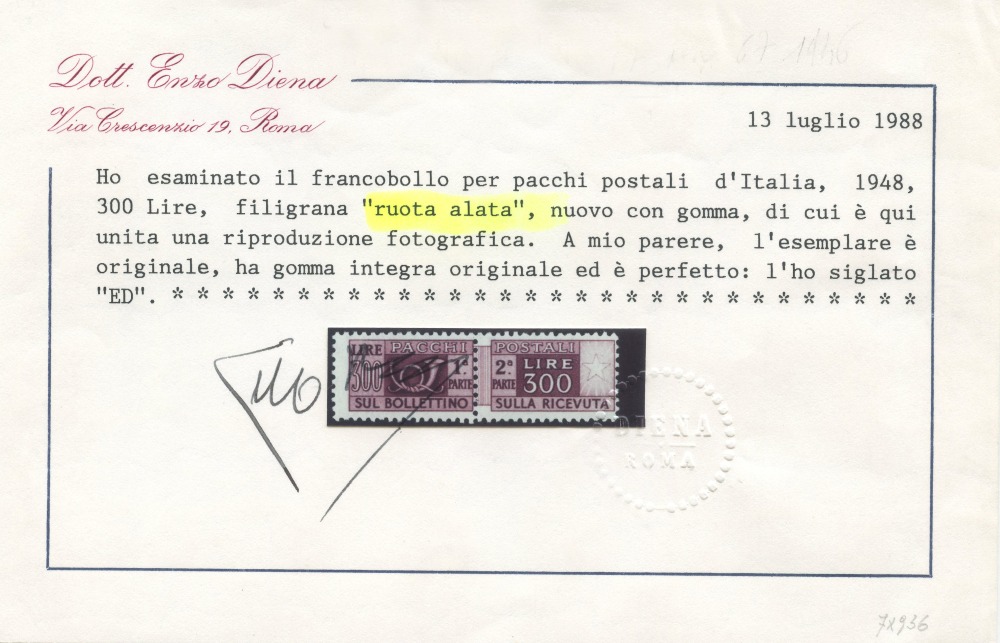 Dott. Enzo Diena
Via Crescenzio 19, Roma
13 luglio 1988
Ho esaminato il francobollo per pacchi postali d'Italia, 1948,
300 Lire, filigrana "ruota alata", nuovo con gomma, di cui è qui
unita una riproduzione fotografica. A mio parere, l'esemplare è
originale, ha gomma integra originale ed è perfetto: l'ho siglato
"ED". * * * * * * * * * * * * * * * * * * * * * * * * * * * * *
LIRE PACCHI POSTALI
300 1ª PARTE 2ª PARTE LIRE 300
SUL BOLLETTINO SULLA RICEVUTA
DIENA
ROMA
7x936